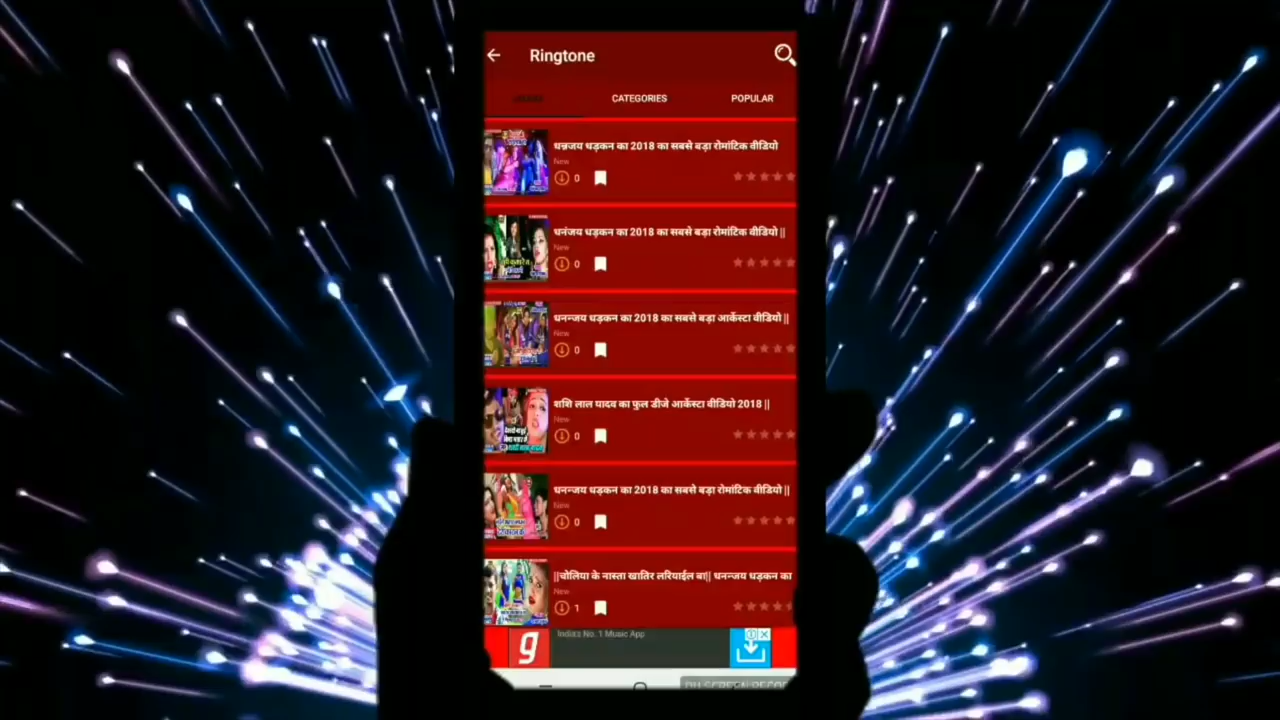 Ringtone
CATEGORIES
POPULAR
धन्नजय धड़कन का 2018 का सबसे बड़ा रोमांटिक वीडियो
New
0
धनंजय धड़कन का 2018 का सबसे बड़ा रोमांटिक वीडियो ||
New
0
धनन्जय धड़कन का 2018 का सबसे बड़ा आर्केस्टा वीडियो ||
New
0
शशि लाल यादव का फुल डीजे आर्केस्टा वीडियो 2018 ||
New
0
धनन्जय धड़कन का 2018 का सबसे बड़ा रोमांटिक वीडियो ||
New
0
||चोलिया के नास्ता खातिर लरियाईल बा|| धनन्जय धड़कन का
New
1
g
India's No. 1 Music App